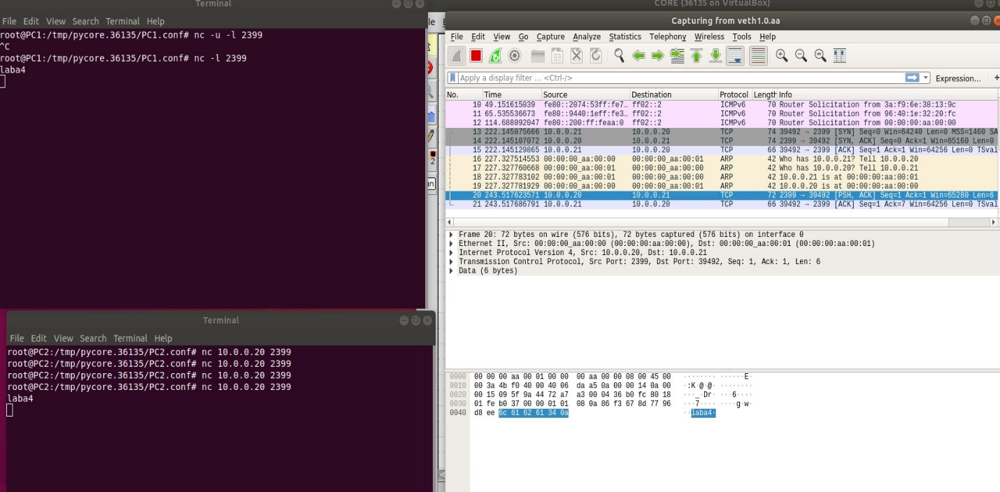 Terminal
File Edit View Search Terminal Help
root@PC1:/tmp/pycore.36135/PC1.conf# nc -u -l 2399
^C
root@PC1:/tmp/pycore.36135/PC1.conf# nc -l 2399
laba4
Terminal
File Edit View Search Terminal Help
root@PC2:/tmp/pycore.36135/PC2.conf# nc 10.0.0.20 2399
root@PC2:/tmp/pycore.36135/PC2.conf# nc 10.0.0.20 2399
root@PC2:/tmp/pycore.36135/PC2.conf# nc 10.0.0.20 2399
root@PC2:/tmp/pycore.36135/PC2.conf# nc 10.0.0.20 2399
laba4
CORE (36135 on VirtualBox)
Capturing from veth1.0.aa
File Edit View Go Capture Analyze Statistics Telephony Wireless Tools Help
Apply a display filter ... <Ctrl-/> Expression... +
No. Time Source Destination Protocol Length Info
10 49.151615039 fe80::2074:53ff:fe7… ff02::2 ICMPv6 70 Router Solicitation from 3a:f9:6e:38:13:9c
11 65.535536673 fe80::9440:1eff:fe3… ff02::2 ICMPv6 70 Router Solicitation from 96:40:1e:32:20:fc
12 114.688092047 fe80::200:ff:feaa:0 ff02::2 ICMPv6 70 Router Solicitation from 00:00:00:aa:00:00
13 222.145075666 10.0.0.21 10.0.0.20 TCP 74 39492 → 2399 [SYN] Seq=0 Win=64240 Len=0 MSS=1460 SA
14 222.145107072 10.0.0.20 10.0.0.21 TCP 74 2399 → 39492 [SYN, ACK] Seq=0 Ack=1 Win=65160 Len=0
15 222.145129865 10.0.0.21 10.0.0.20 TCP 66 39492 → 2399 [ACK] Seq=1 Ack=1 Win=64256 Len=0 TSval
16 227.327514553 00:00:00_aa:00:00 00:00:00_aa:00:01 ARP 42 Who has 10.0.0.21? Tell 10.0.0.20
17 227.327760668 00:00:00_aa:00:01 00:00:00_aa:00:00 ARP 42 Who has 10.0.0.20? Tell 10.0.0.21
18 227.327783102 00:00:00_aa:00:01 00:00:00_aa:00:00 ARP 42 10.0.0.21 is at 00:00:00:aa:00:01
19 227.327781929 00:00:00_aa:00:00 00:00:00_aa:00:01 ARP 42 10.0.0.20 is at 00:00:00:aa:00:00
20 243.517623571 10.0.0.20 10.0.0.21 TCP 72 2399 → 39492 [PSH, ACK] Seq=1 Ack=1 Win=65280 Len=6
21 243.517686791 10.0.0.21 10.0.0.20 TCP 66 39492 → 2399 [ACK] Seq=1 Ack=7 Win=64256 Len=0 TSval
Frame 20: 72 bytes on wire (576 bits), 72 bytes captured (576 bits) on interface 0
Ethernet II, Src: 00:00:00_aa:00:00 (00:00:00:aa:00:00), Dst: 00:00:00_aa:00:01 (00:00:00:aa:00:01)
Internet Protocol Version 4, Src: 10.0.0.20, Dst: 10.0.0.21
Transmission Control Protocol, Src Port: 2399, Dst Port: 39492, Seq: 1, Ack: 1, Len: 6
Data (6 bytes)
0000 00 00 00 aa 00 01 00 00 00 aa 00 00 08 00 45 00 ········ ······E·
0010 00 3a 4b f0 40 00 40 06 da a5 0a 00 00 14 0a 00 ·:K·@·@· ········
0020 00 15 09 5f 9a 44 72 a7 a3 00 04 36 b0 fc 80 18 ···_·Dr· ···6····
0030 01 fe b0 37 00 00 01 01 08 0a 86 f3 67 8d 77 96 ···7···· ····g·w·
0040 d8 ee 6c 61 62 61 34 0a ··laba4·